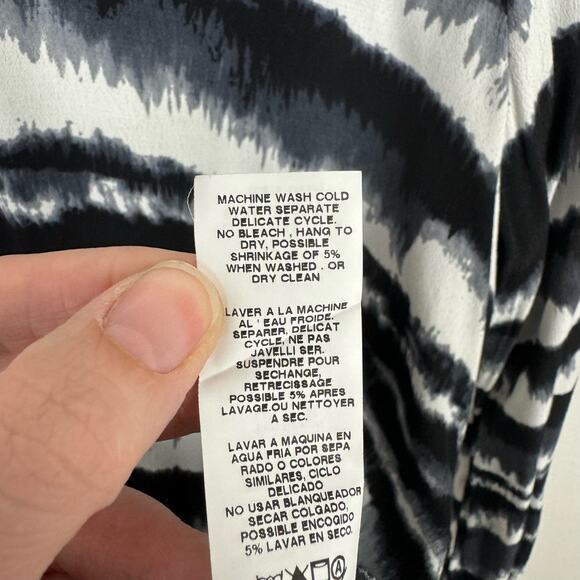 MACHINE WASH COLD
WATER SEPARATE
DELICATE CYCLE.
NO BLEACH , HANG TO
DRY, POSSIBLE
SHRINKAGE OF 5%
WHEN WASHED . OR
DRY CLEAN
LAVER A LA MACHINE
AL ' EAU FROIDE.
SEPARER, DELICAT
CYCLE, NE PAS
JAVELLI SER.
SUSPENDRE POUR
SECHANGE,
RETRECISSAGE
POSSIBLE 5% APRES
LAVAGE.OU NETTOYER
A SEC.
LAVAR A MAQUINA EN
AGUA FRIA POR SEPA
RADO O COLORES
SIMILARES, CICLO
DELICADO
NO USAR BLANQUEADOR
SECAR COLGADO,
POSIBLE ENCOGIDO
5% LAVAR EN SECO.
A